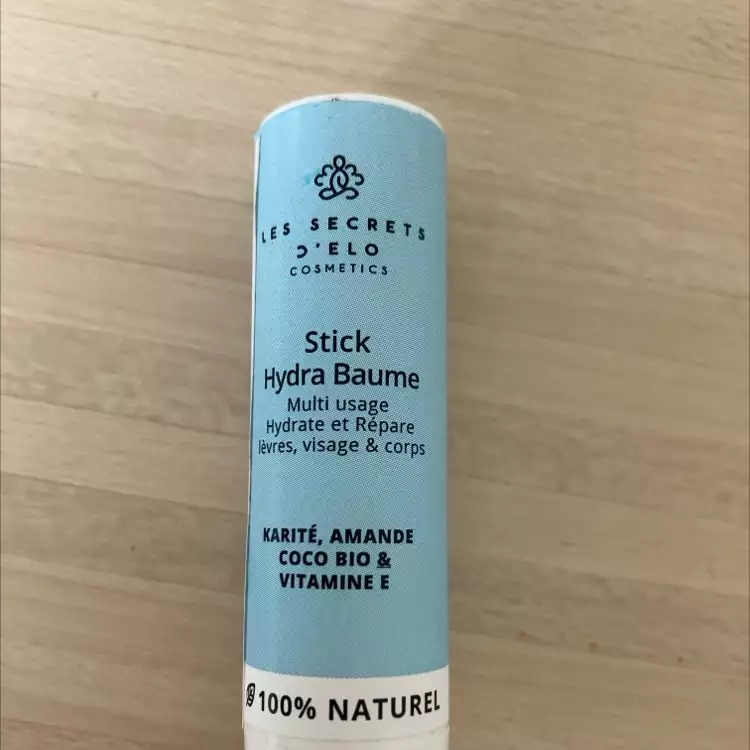 LES SECRETS
D'ELO
COSMETICS
Stick
Hydra Baume
Multi usage
Hydrate et Répare
lèvres, visage & corps
KARITÉ, AMANDE
COCO BIO &
VITAMINE E
100% NATUREL